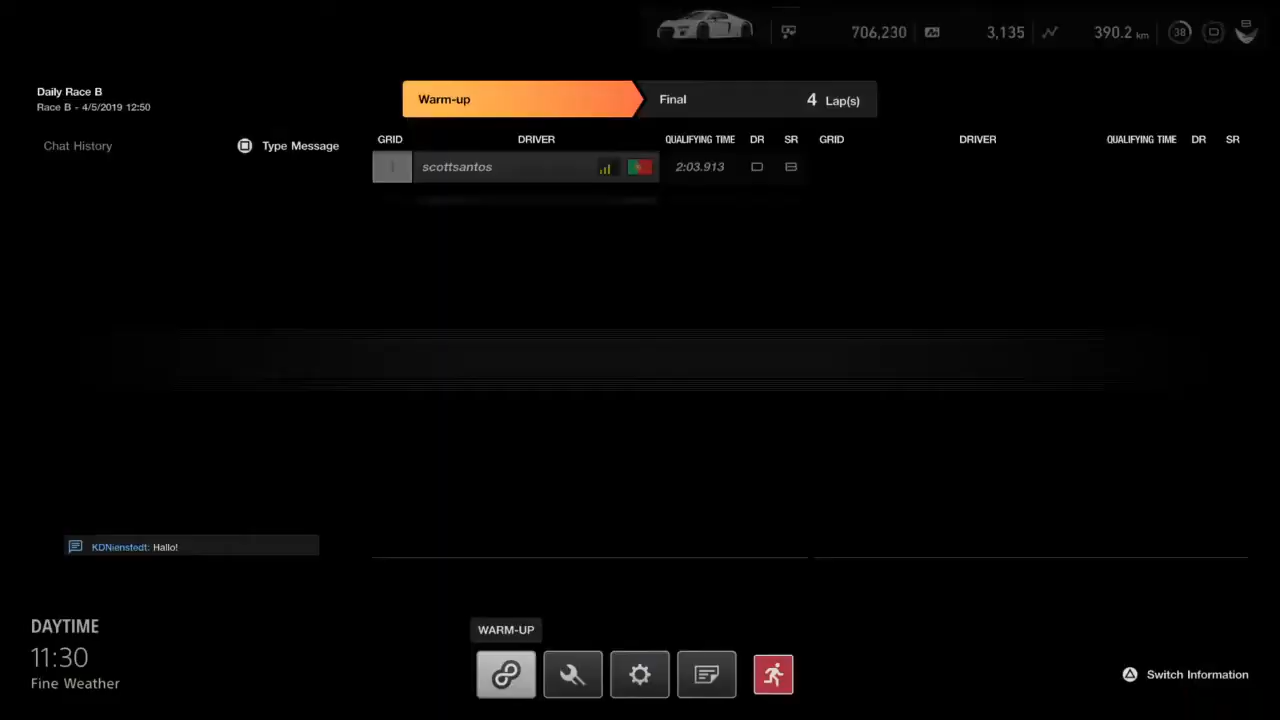 706,230
3,135
390.2 km
38
Daily Race B
Race B - 4/5/2019 12:50
Warm-up
Final
4 Lap(s)
Chat History
Type Message
GRID DRIVER QUALIFYING TIME DR SR GRID DRIVER QUALIFYING TIME DR SR
1 scottsantos 2:03.913
KDNienstedt: Hallo!
DAYTIME
11:30
Fine Weather
WARM-UP
Switch Information